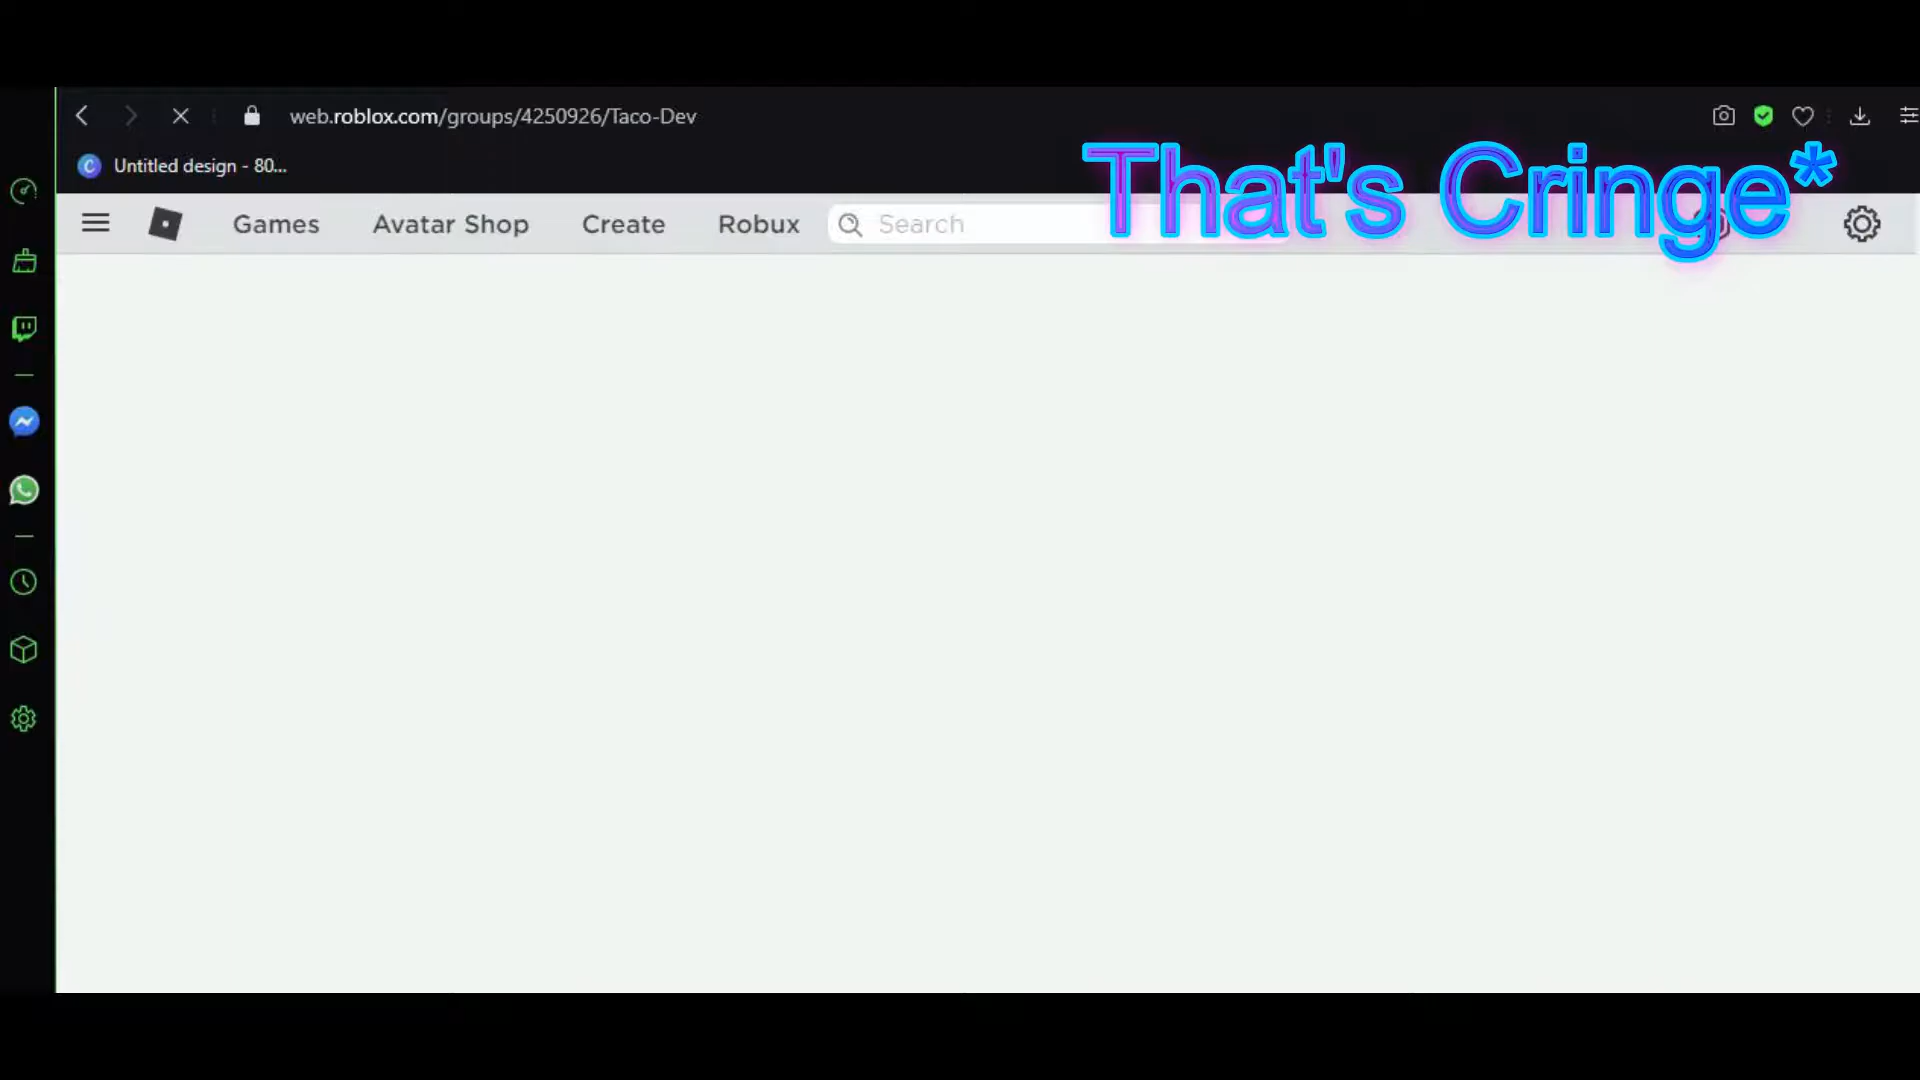 web.roblox.com/groups/4250926/Taco-Dev
Untitled design - 80...
That's Cringe*
Games Avatar Shop Create Robux Search